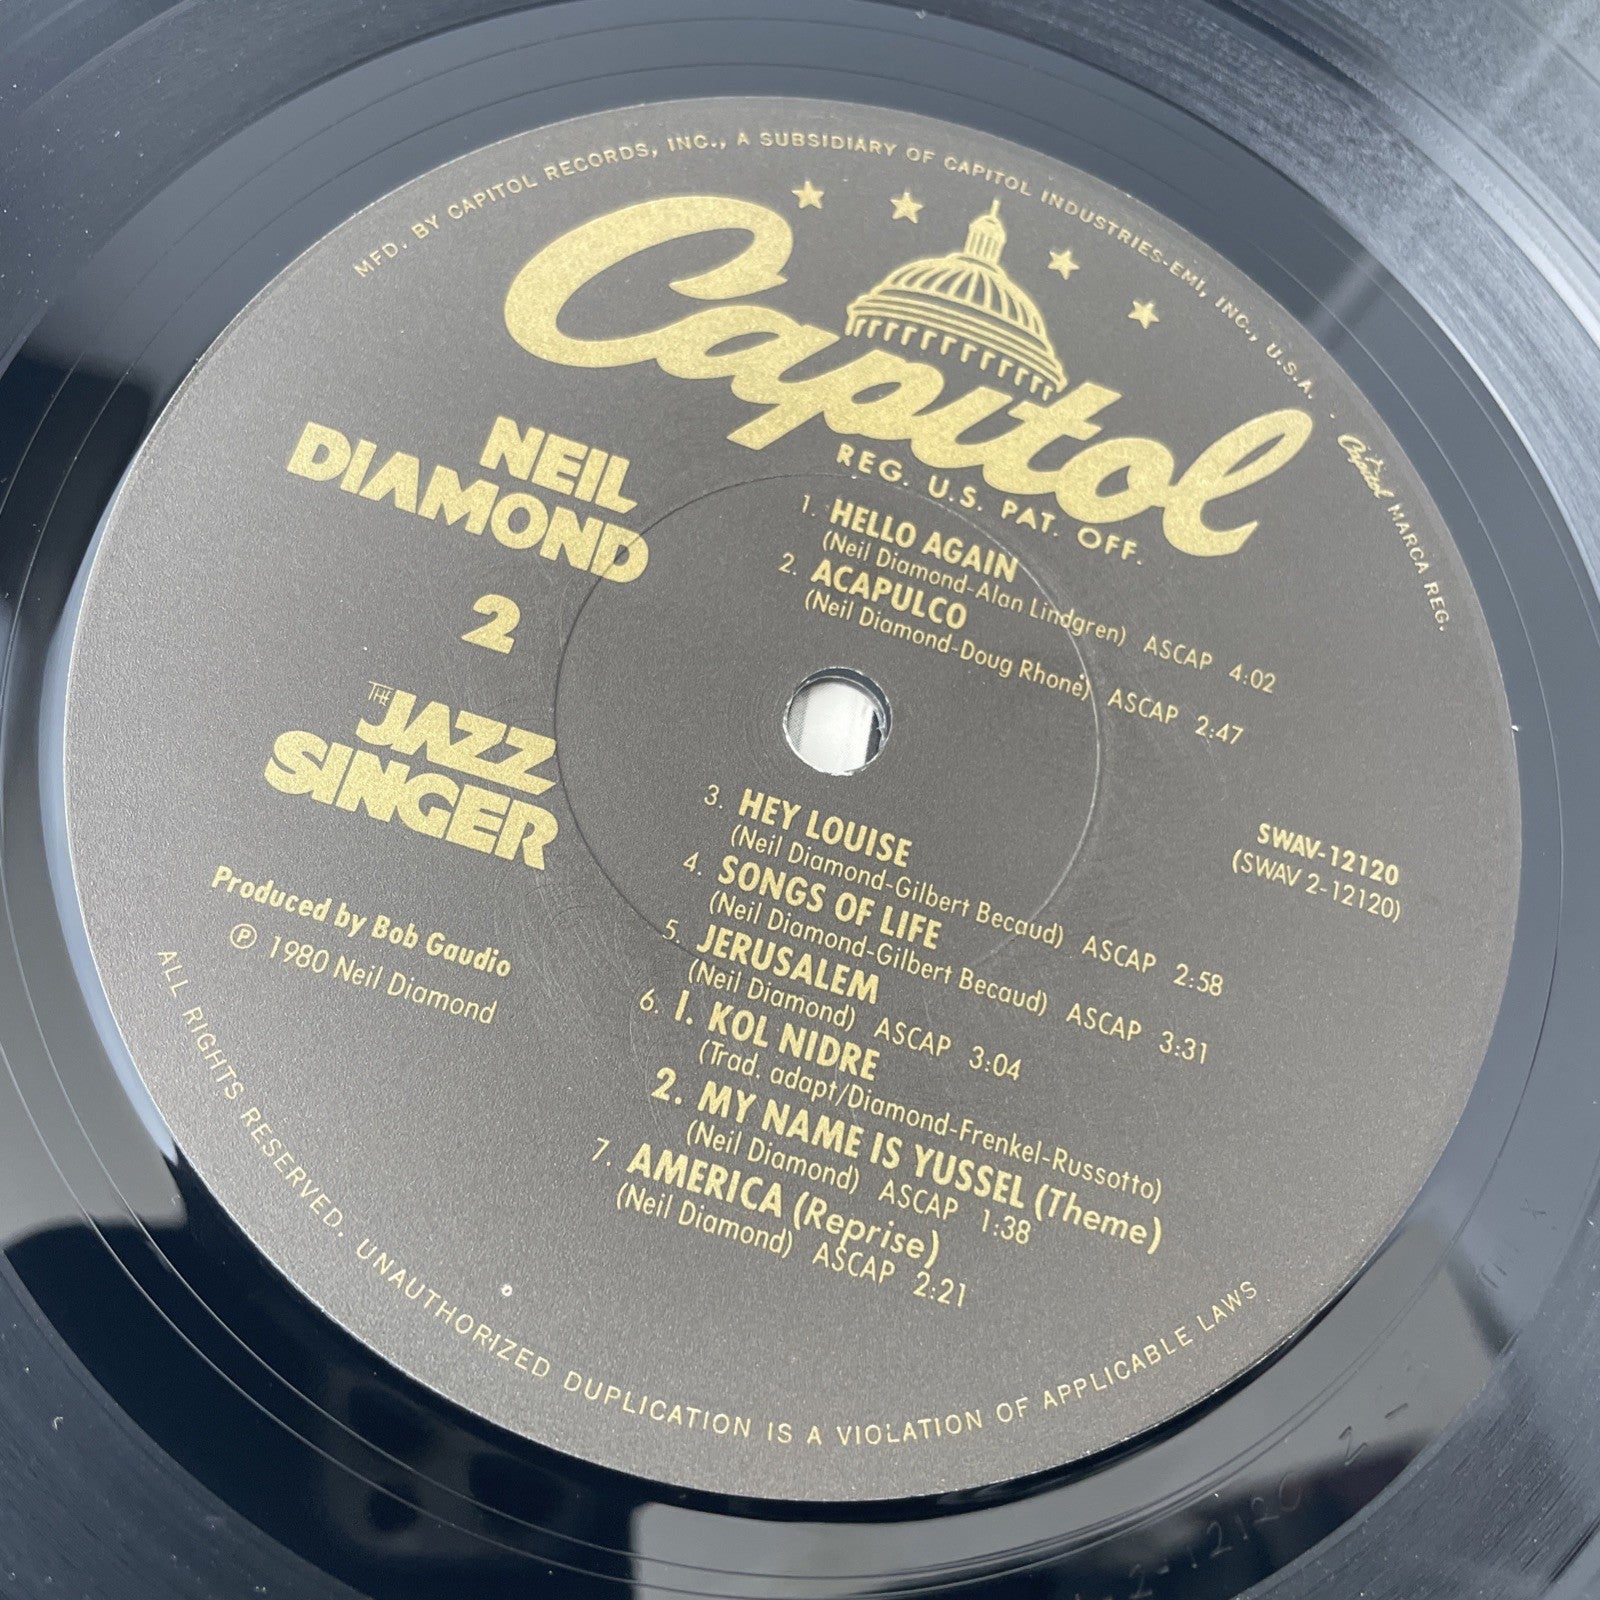 MFD. BY CAPITOL RECORDS, INC., A SUBSIDIARY OF CAPITOL INDUSTRIES-EMI, INC., U.S.A. · Capitol MARCA REG.
Capitol
REG. U.S. PAT. OFF.
NEIL
DIAMOND
2
THE
JAZZ
SINGER
Produced by Bob Gaudio
℗ 1980 Neil Diamond
1. HELLO AGAIN
(Neil Diamond-Alan Lindgren) ASCAP 4:02
2. ACAPULCO
(Neil Diamond-Doug Rhone) ASCAP 2:47
3. HEY LOUISE
(Neil Diamond-Gilbert Becaud) ASCAP 2:58
4. SONGS OF LIFE
(Neil Diamond-Gilbert Becaud) ASCAP 3:31
5. JERUSALEM
(Neil Diamond) ASCAP 3:04
6. 1. KOL NIDRE
(Trad. adapt/Diamond-Frenkel-Russotto)
2. MY NAME IS YUSSEL (Theme)
(Neil Diamond) ASCAP 1:38
7. AMERICA (Reprise)
(Neil Diamond) ASCAP 2:21
SWAV-12120
(SWAV 2-12120)
ALL RIGHTS RESERVED. UNAUTHORIZED DUPLICATION IS A VIOLATION OF APPLICABLE LAWS